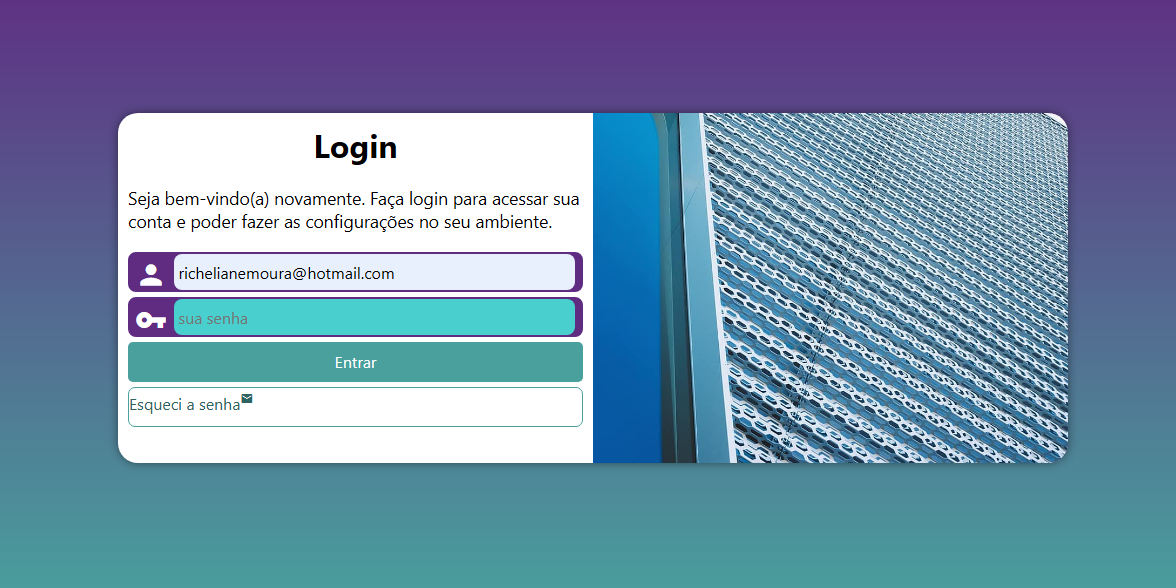 Login
Seja bem-vindo(a) novamente. Faça login para acessar sua
conta e poder fazer as configurações no seu ambiente.
richelianemoura@hotmail.com
sua senha
Entrar
Esqueci a senha